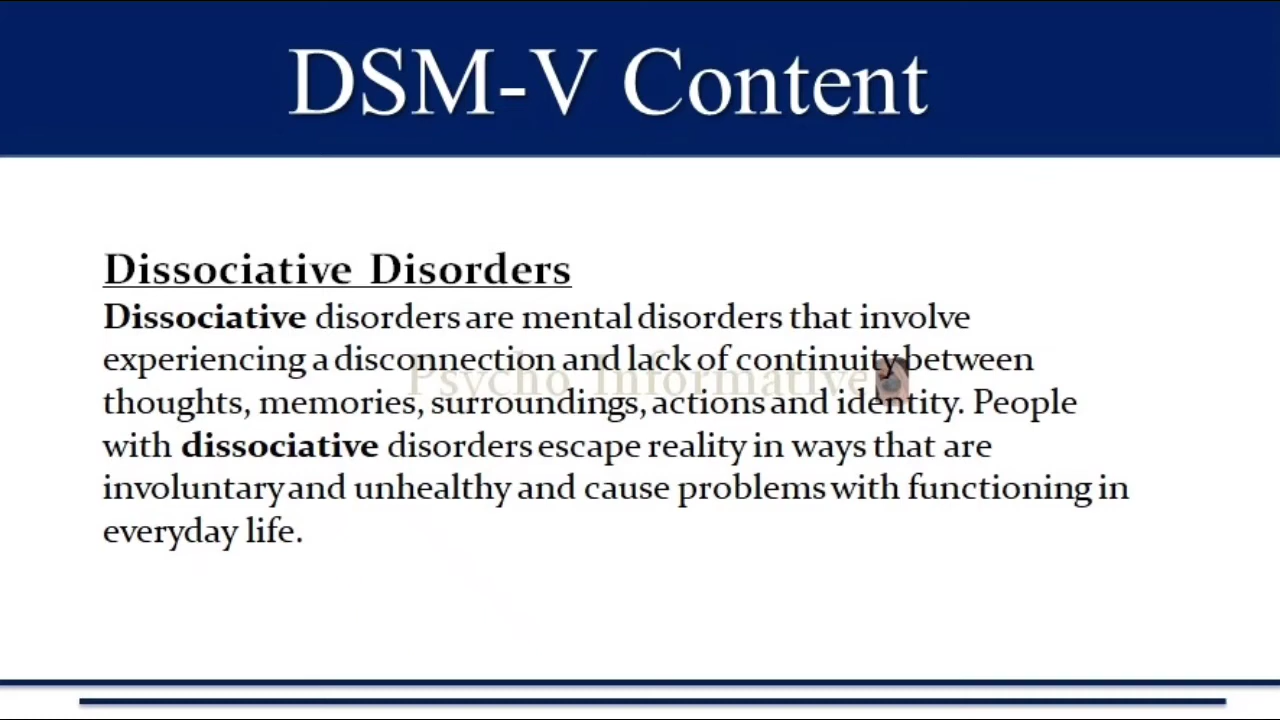 DSM-V Content
Dissociative Disorders
Dissociative disorders are mental disorders that involve
experiencing a disconnection and lack of continuity between
Psycho Informative
thoughts, memories, surroundings, actions and identity. People
with dissociative disorders escape reality in ways that are
involuntary and unhealthy and cause problems with functioning in
everyday life.